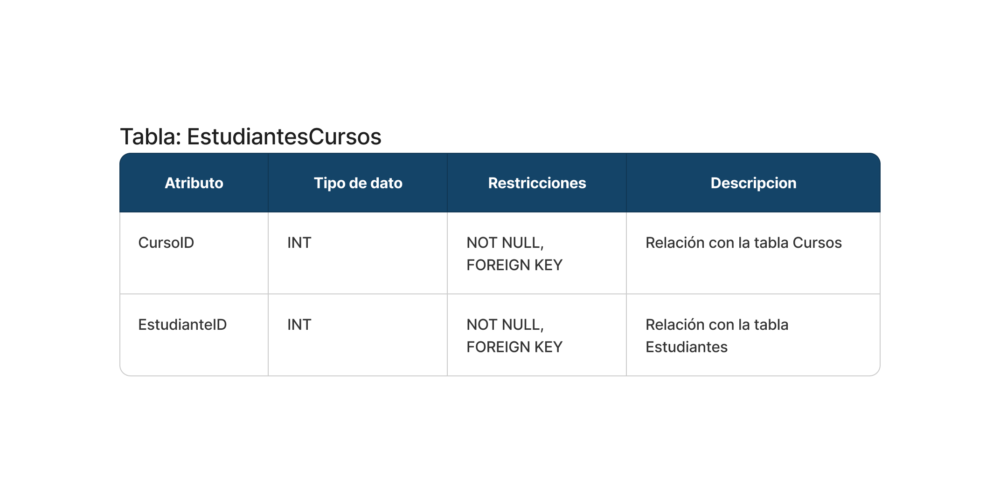 Tabla: EstudiantesCursos
Atributo Tipo de dato Restricciones Descripcion
CursoID INT NOT NULL, Relación con la tabla Cursos
FOREIGN KEY
EstudianteID INT NOT NULL, Relación con la tabla
FOREIGN KEY Estudiantes